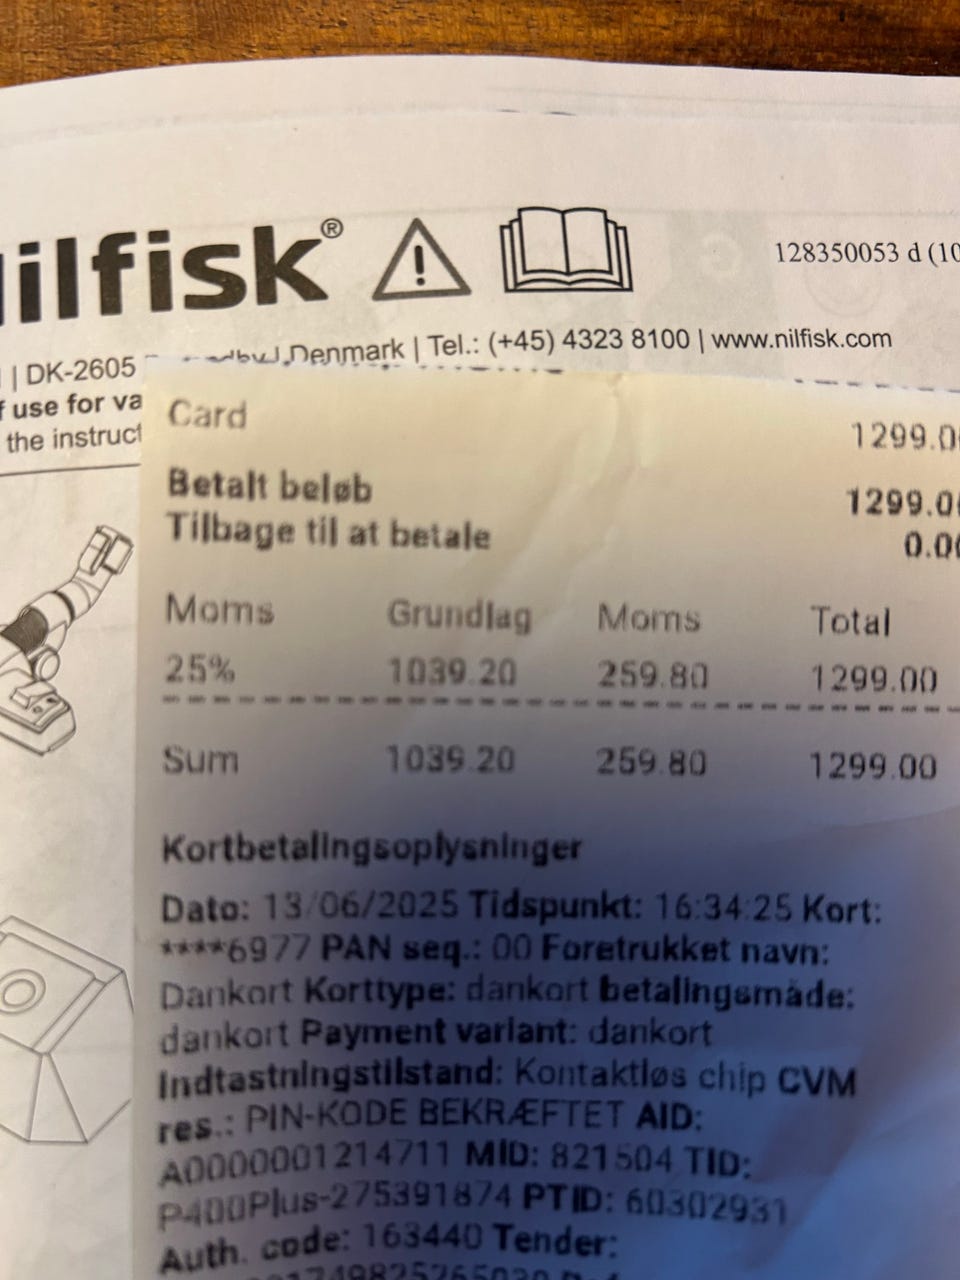 ilfisk®
128350053 d (10
| DK-2605 Denmark | Tel.: (+45) 4323 8100 | www.nilfisk.com
f use for va
the instruct
Card 1299.0
Betalt beløb 1299.0
Tilbage til at betale 0.0
Moms Grundlag Moms Total
25% 1039.20 259.80 1299.00
Sum 1039.20 259.80 1299.00
Kortbetalingsoplysninger
Dato: 13/06/2025 Tidspunkt: 16:34:25 Kort:
****6977 PAN seq.: 00 Foretrukket navn:
Dankort Korttype: dankort betalingsmåde:
dankort Payment variant: dankort
Indtastningstilstand: Kontaktløs chip CVM
res.: PIN-KODE BEKRÆFTET AID:
A0000001214711 MID: 821504 TID:
P400Plus-275391874 PTID: 60302931
Auth. code: 163440 Tender: